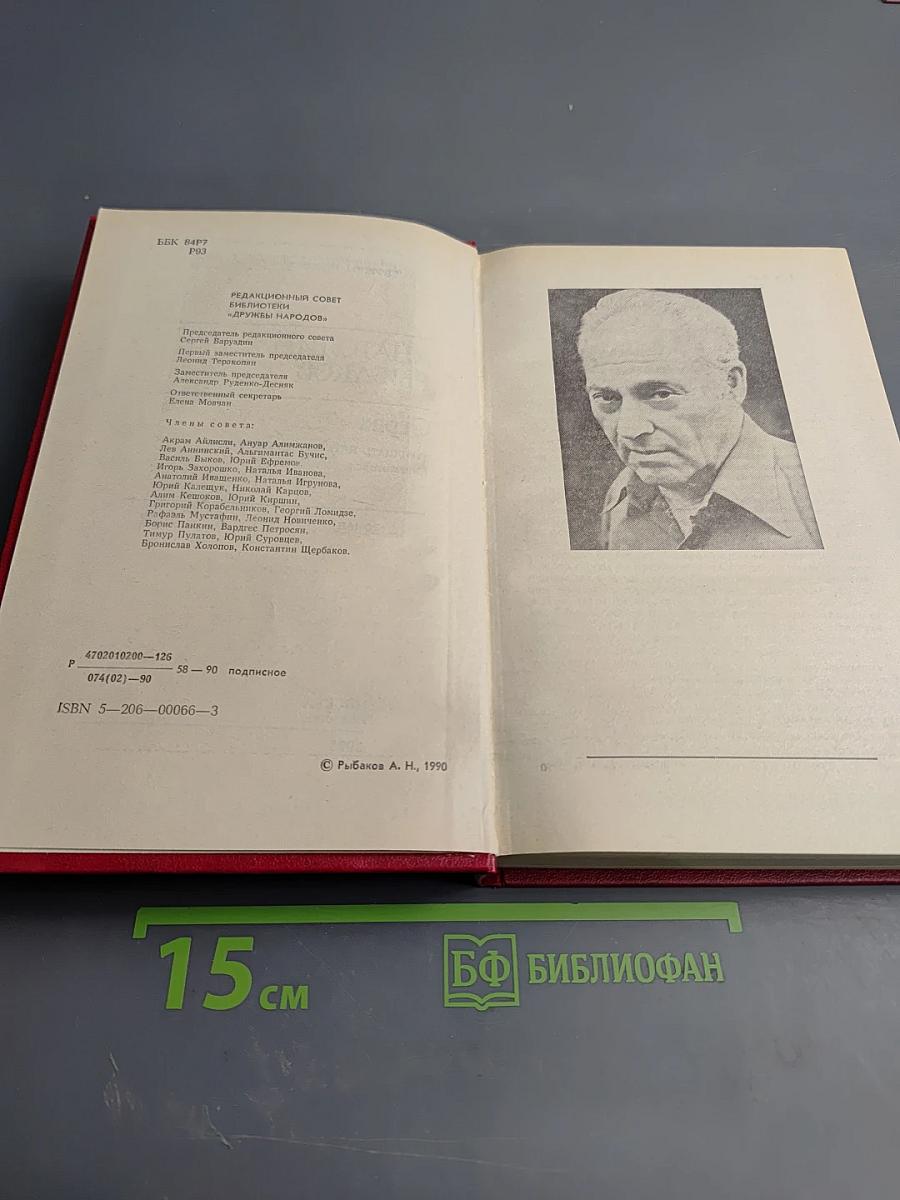 ББК 84Р7
Р93
РЕДАКЦИОННЫЙ СОВЕТ
БИБЛИОТЕКИ
«ДРУЖБЫ НАРОДОВ»
Председатель редакционного совета
Сергей Баруздин
Первый заместитель председателя
Леонид Теракопян
Заместитель председателя
Александр Руденко-Десняк
Ответственный секретарь
Елена Мовчан
Члены совета:
Акрам Айлисли, Ануар Алимжанов,
Лев Аннинский, Альгимантас Бучис,
Василь Быков, Юрий Ефремов,
Игорь Захорошко, Наталья Иванова,
Анатолий Иващенко, Наталья Игрунова,
Юрий Калещук, Николай Карцов,
Алим Кешоков, Юрий Киршин,
Григорий Корабельников, Георгий Ломидзе,
Рафаэль Мустафин, Леонид Новиченко,
Борис Панкин, Вардгес Петросян,
Тимур Пулатов, Юрий Суровцев,
Бронислав Холопов, Константин Щербаков.
Р 4702010200—126
074(02)—90 58 — 90 подписное
ISBN 5—206—00066—3
© Рыбаков А. Н., 1990
15 см
БФ БИБЛИОФАН